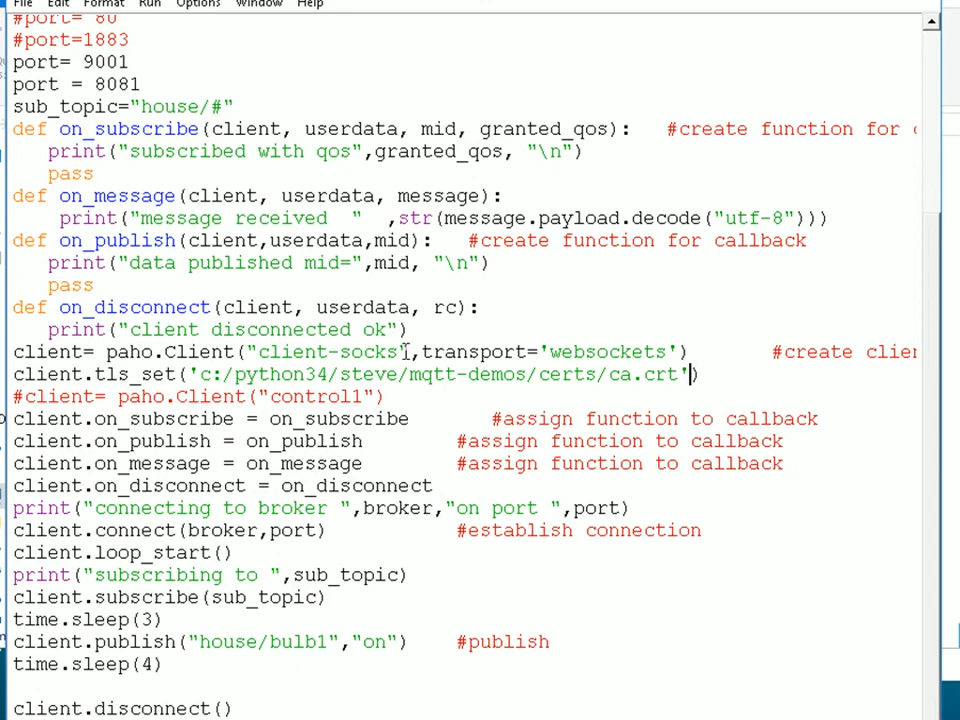 File Edit Format Run Options Window Help
#port= 80
#port=1883
port= 9001
port = 8081
sub_topic="house/#"
def on_subscribe(client, userdata, mid, granted_qos):   #create function for
   print("subscribed with qos",granted_qos, "\n")
   pass
def on_message(client, userdata, message):
    print("message received  "  ,str(message.payload.decode("utf-8")))
def on_publish(client,userdata,mid):   #create function for callback
   print("data published mid=",mid, "\n")
   pass
def on_disconnect(client, userdata, rc):
   print("client disconnected ok")
client= paho.Client("client-socks",transport='websockets')       #create clien
client.tls_set('c:/python34/steve/mqtt-demos/certs/ca.crt')
#client= paho.Client("control1")
client.on_subscribe = on_subscribe       #assign function to callback
client.on_publish = on_publish        #assign function to callback
client.on_message = on_message        #assign function to callback
client.on_disconnect = on_disconnect
print("connecting to broker ",broker,"on port ",port)
client.connect(broker,port)           #establish connection
client.loop_start()
print("subscribing to ",sub_topic)
client.subscribe(sub_topic)
time.sleep(3)
client.publish("house/bulb1","on")    #publish
time.sleep(4)
client.disconnect()